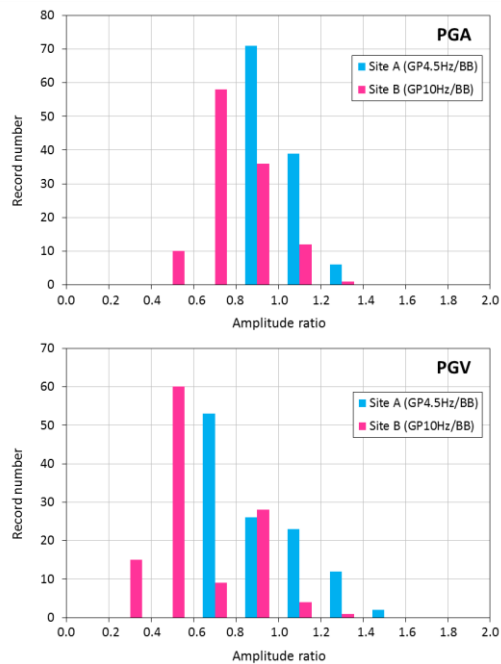 PGA
Site A (GP4.5Hz/BB)
Site B (GP10Hz/BB)
Record number
80
70
60
50
40
30
20
10
0
0.0 0.2 0.4 0.6 0.8 1.0 1.2 1.4 1.6 1.8 2.0
Amplitude ratio
PGV
Site A (GP4.5Hz/BB)
Site B (GP10Hz/BB)
Record number
70
60
50
40
30
20
10
0
0.0 0.2 0.4 0.6 0.8 1.0 1.2 1.4 1.6 1.8 2.0
Amplitude ratio